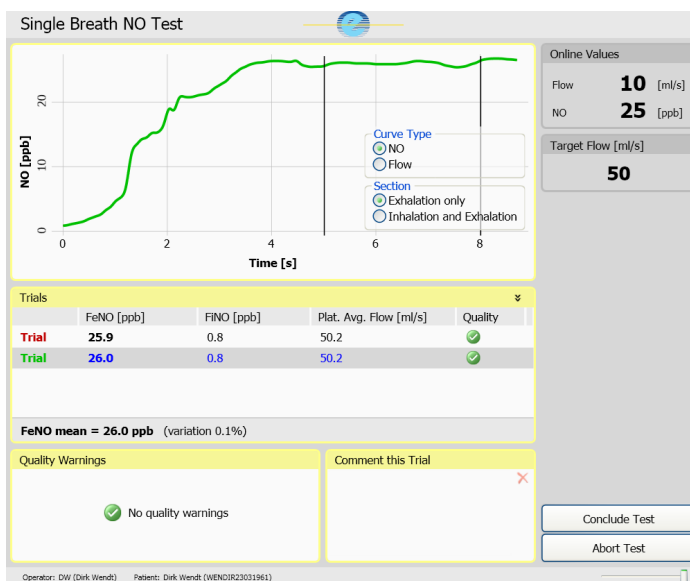 Single Breath NO Test
NO [ppb]
20
10
0
0 2 4 6 8
Time [s]
Curve Type
NO
Flow
Section
Exhalation only
Inhalation and Exhalation
Online Values
Flow 10 [ml/s]
NO 25 [ppb]
Target Flow [ml/s]
50
Trials
FeNO [ppb] FiNO [ppb] Plat. Avg. Flow [ml/s] Quality
Trial 25.9 0.8 50.2
Trial 26.0 0.8 50.2
FeNO mean = 26.0 ppb (variation 0.1%)
Quality Warnings
No quality warnings
Comment this Trial
Conclude Test
Abort Test
Operator: DW (Dirk Wendt) Patient: Dirk Wendt (WENDIR23031961)